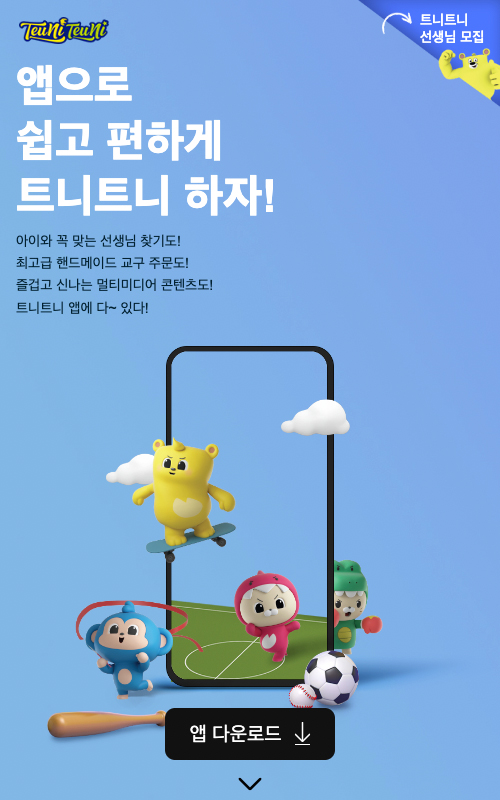 TeuNiTeuNi
트니트니
선생님 모집
앱으로
쉽고 편하게
트니트니 하자!
아이와 꼭 맞는 선생님 찾기도!
최고급 핸드메이드 교구 주문도!
즐겁고 신나는 멀티미디어 콘텐츠도!
트니트니 앱에 다~ 있다!
앱 다운로드